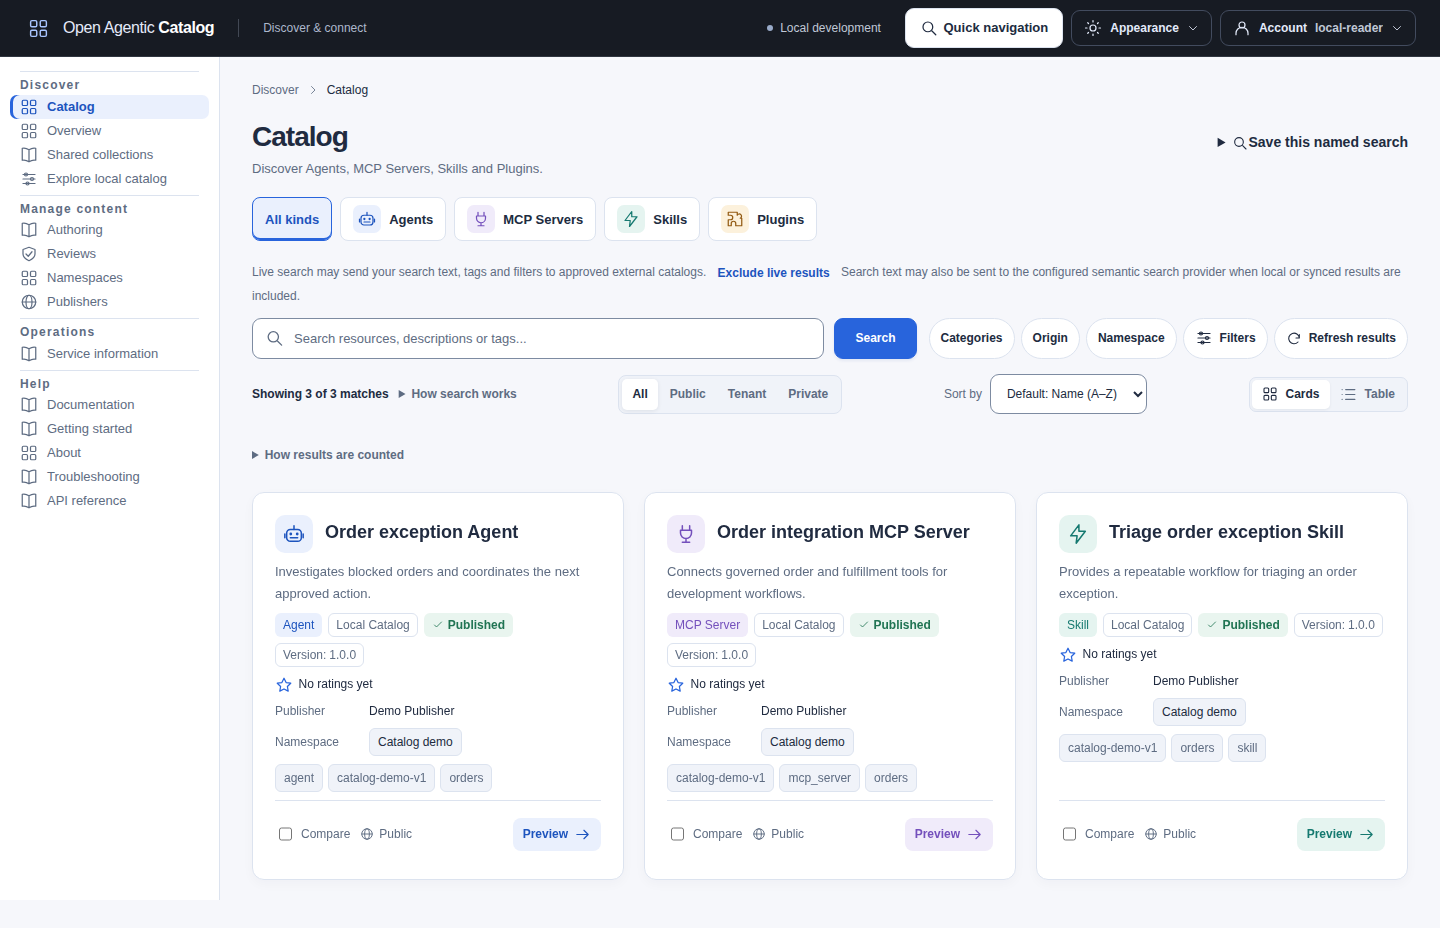 Open Agentic Catalog
Discover & connect
Local development
Quick navigation
Appearance
Account local-reader
Discover
Catalog
Overview
Shared collections
Explore local catalog
Manage content
Authoring
Reviews
Namespaces
Publishers
Operations
Service information
Help
Documentation
Getting started
About
Troubleshooting
API reference
Discover > Catalog
Catalog
Save this named search
Discover Agents, MCP Servers, Skills and Plugins.
All kinds
Agents
MCP Servers
Skills
Plugins
Live search may send your search text, tags and filters to approved external catalogs. Exclude live results Search text may also be sent to the configured semantic search provider when local or synced results are
included.
Search resources, descriptions or tags...
Search
Categories
Origin
Namespace
Filters
Refresh results
Showing 3 of 3 matches
How search works
All
Public
Tenant
Private
Sort by
Default: Name (A–Z)
Cards
Table
How results are counted
Order exception Agent
Investigates blocked orders and coordinates the next
approved action.
Agent
Local Catalog
Published
Version: 1.0.0
No ratings yet
Publisher Demo Publisher
Namespace Catalog demo
agent
catalog-demo-v1
orders
Compare
Public
Preview
Order integration MCP Server
Connects governed order and fulfillment tools for
development workflows.
MCP Server
Local Catalog
Published
Version: 1.0.0
No ratings yet
Publisher Demo Publisher
Namespace Catalog demo
catalog-demo-v1
mcp_server
orders
Compare
Public
Preview
Triage order exception Skill
Provides a repeatable workflow for triaging an order
exception.
Skill
Local Catalog
Published
Version: 1.0.0
No ratings yet
Publisher Demo Publisher
Namespace Catalog demo
catalog-demo-v1
orders
skill
Compare
Public
Preview